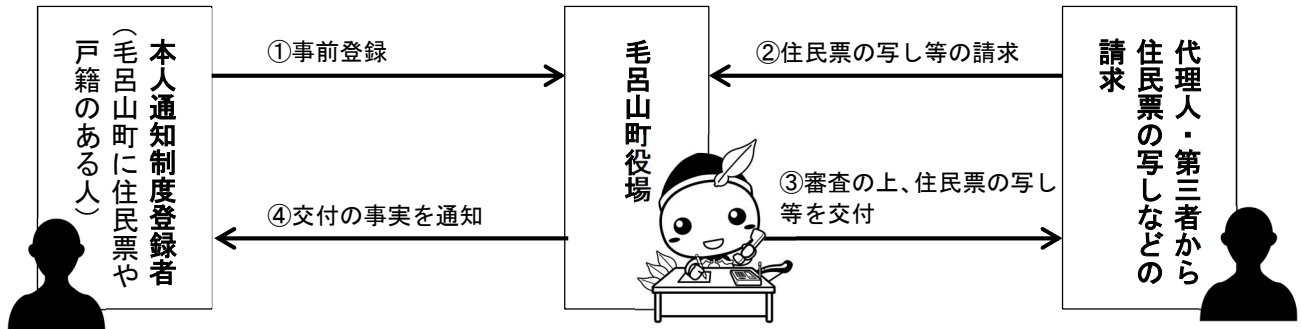 本人通知制度登録者
（毛呂山町に住民票や
戸籍のある人）
①事前登録
④交付の事実を通知
毛呂山町役場
②住民票の写し等の請求
③審査の上、住民票の写し
等を交付
代理人・第三者から
住民票の写しなどの
請求